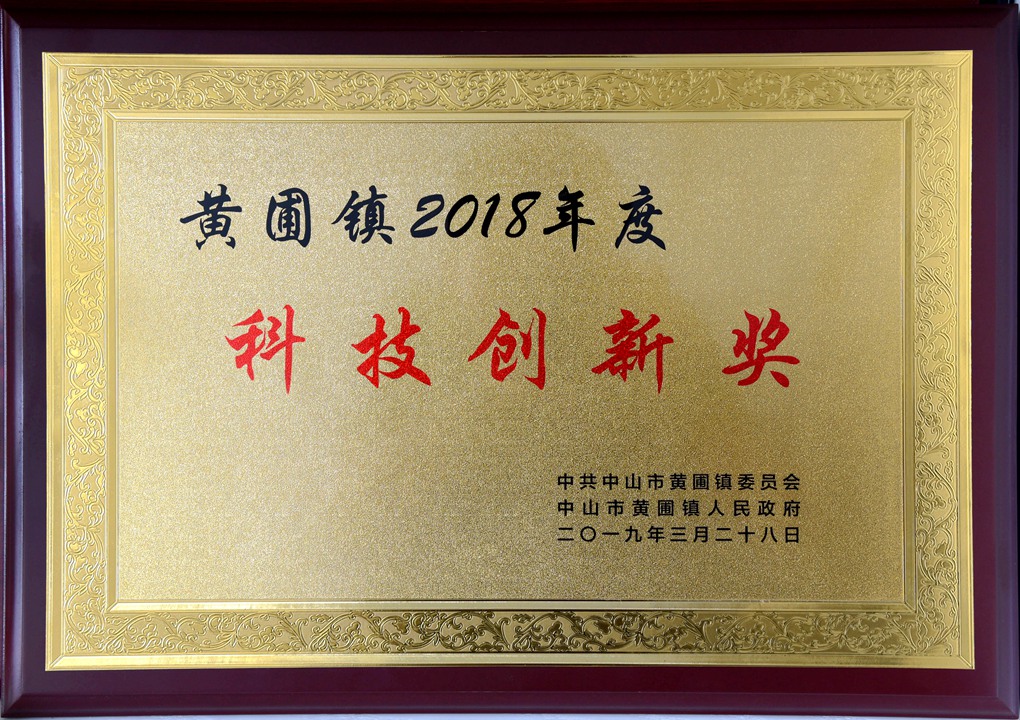 黄圃镇2018年度
科技创新奖
中共中山市黄圃镇委员会
中山市黄圃镇人民政府
二〇一九年三月二十八日